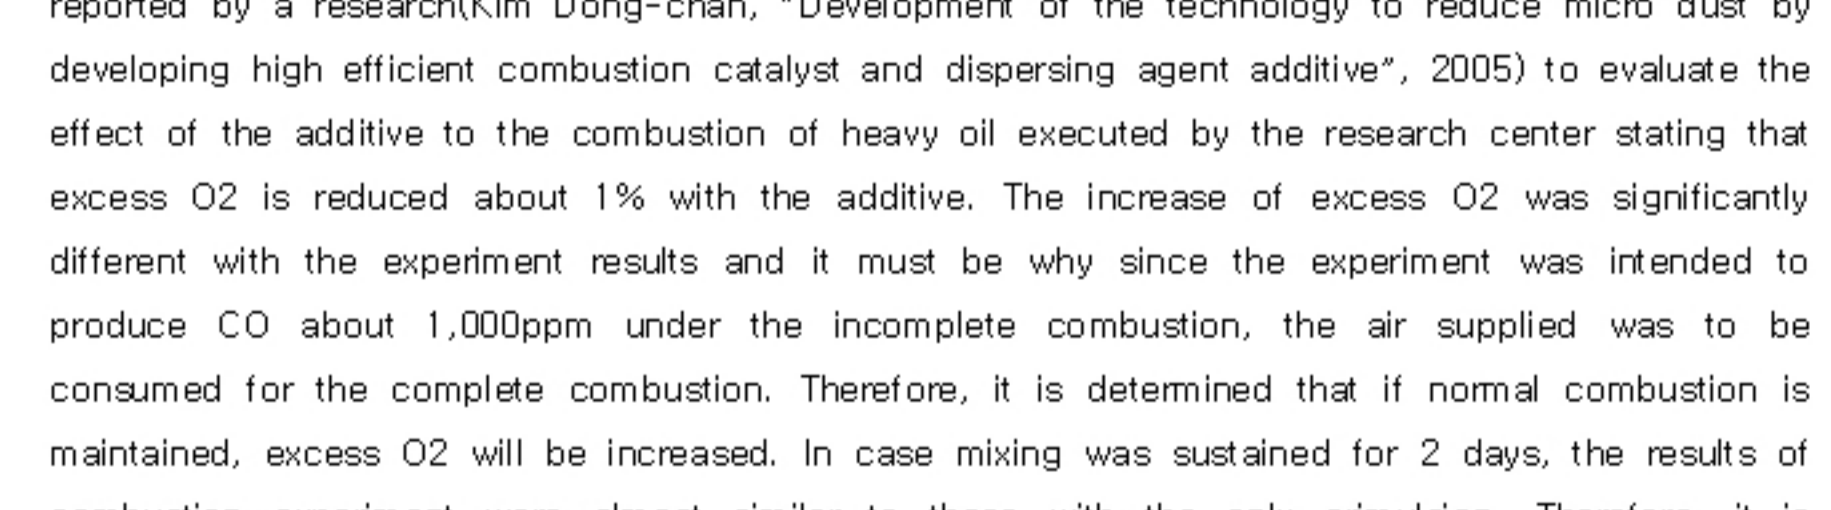 reported by a research(Kim Dong-chan, "Development of the technology to reduce micro dust by
developing high efficient combustion catalyst and dispersing agent additive", 2005) to evaluate the
effect of the additive to the combustion of heavy oil executed by the research center stating that
excess O2 is reduced about 1% with the additive. The increase of excess O2 was significantly
different with the experiment results and it must be why since the experiment was intended to
produce CO about 1,000ppm under the incomplete combustion, the air supplied was to be
consumed for the complete combustion. Therefore, it is determined that if normal combustion is
maintained, excess O2 will be increased. In case mixing was sustained for 2 days, the results of